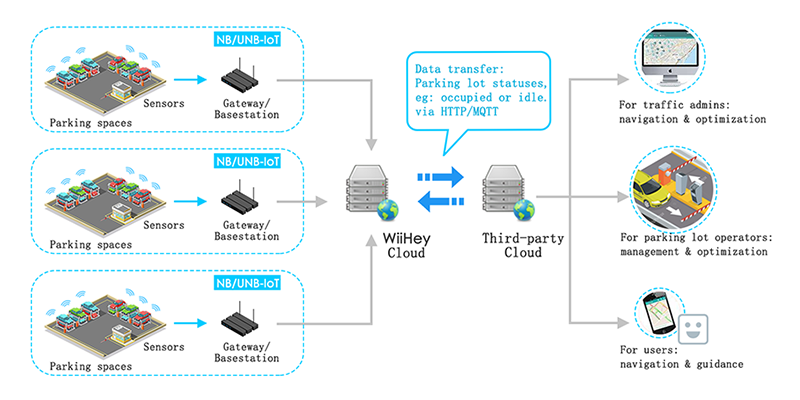 NB/UNB-IoT
Sensors
Gateway/
Basestation
Parking spaces
NB/UNB-IoT
Sensors
Gateway/
Basestation
Parking spaces
NB/UNB-IoT
Sensors
Gateway/
Basestation
Parking spaces
Data transfer:
Parking lot statuses,
eg: occupied or idle.
via HTTP/MQTT
WiiHey
Cloud
Third-party
Cloud
For traffic admins:
navigation & optimization
For parking lot operators:
management & optimization
For users:
navigation & guidance